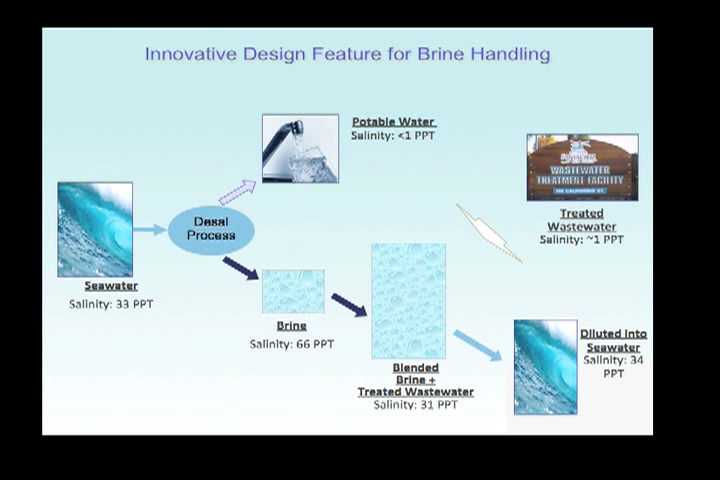 Innovative Design Feature for Brine Handling
Potable Water
Salinity: <1 PPT
WASTEWATER
TREATMENT FACILITY
Treated
Wastewater
Salinity: ~1 PPT
Desal
Process
Seawater
Salinity: 33 PPT
Brine
Salinity: 66 PPT
Blended
Brine +
Treated Wastewater
Salinity: 31 PPT
Diluted into
Seawater
Salinity: 34
PPT